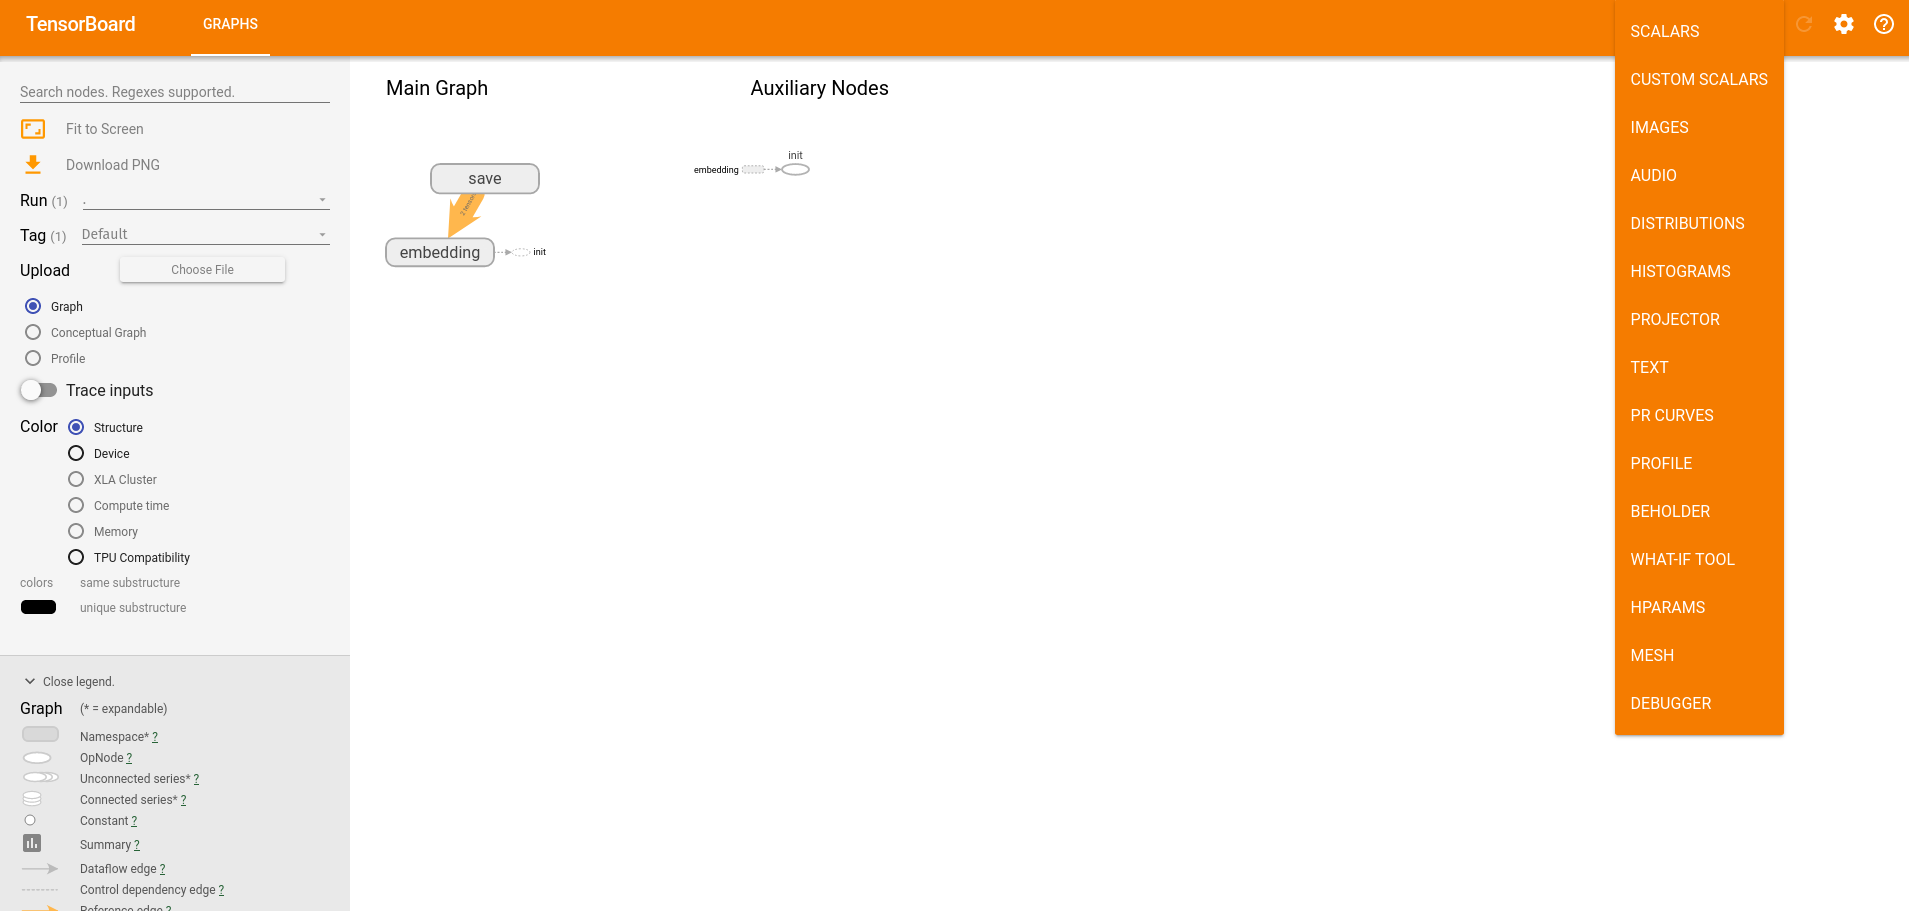 TensorBoard
GRAPHS
Search nodes. Regexes supported.
Fit to Screen
Download PNG
Run (1) .
Tag (1) Default
Upload Choose File
Graph
Conceptual Graph
Profile
Trace inputs
Color Structure
Device
XLA Cluster
Compute time
Memory
TPU Compatibility
colors same substructure
unique substructure
Close legend.
Graph (* = expandable)
Namespace* ?
OpNode ?
Unconnected series* ?
Connected series* ?
Constant ?
Summary ?
Dataflow edge ?
Control dependency edge ?
Reference edge ?
Main Graph
save
embedding
init
Auxiliary Nodes
init
embedding
SCALARS
CUSTOM SCALARS
IMAGES
AUDIO
DISTRIBUTIONS
HISTOGRAMS
PROJECTOR
TEXT
PR CURVES
PROFILE
BEHOLDER
WHAT-IF TOOL
HPARAMS
MESH
DEBUGGER